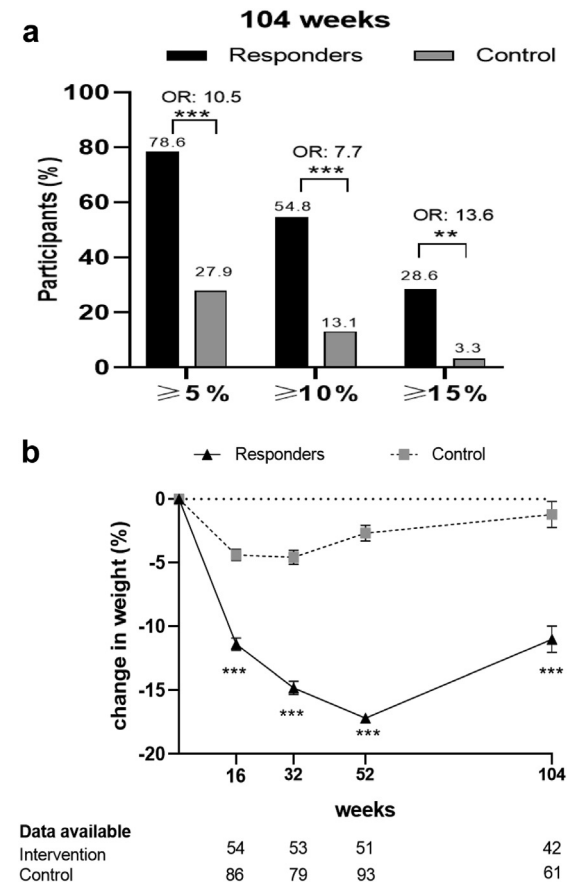 a
104 weeks
Responders Control
100
80
60
40
20
0
Participants (%)
OR: 10.5
***
78.6
27.9
OR: 7.7
***
54.8
13.1
OR: 13.6
**
28.6
3.3
≥5% ≥10% ≥15%
b
Responders Control
0
-5
-10
-15
-20
change in weight (%)
*** *** *** ***
16 32 52 104
weeks
Data available
Intervention 54 53 51 42
Control 86 79 93 61